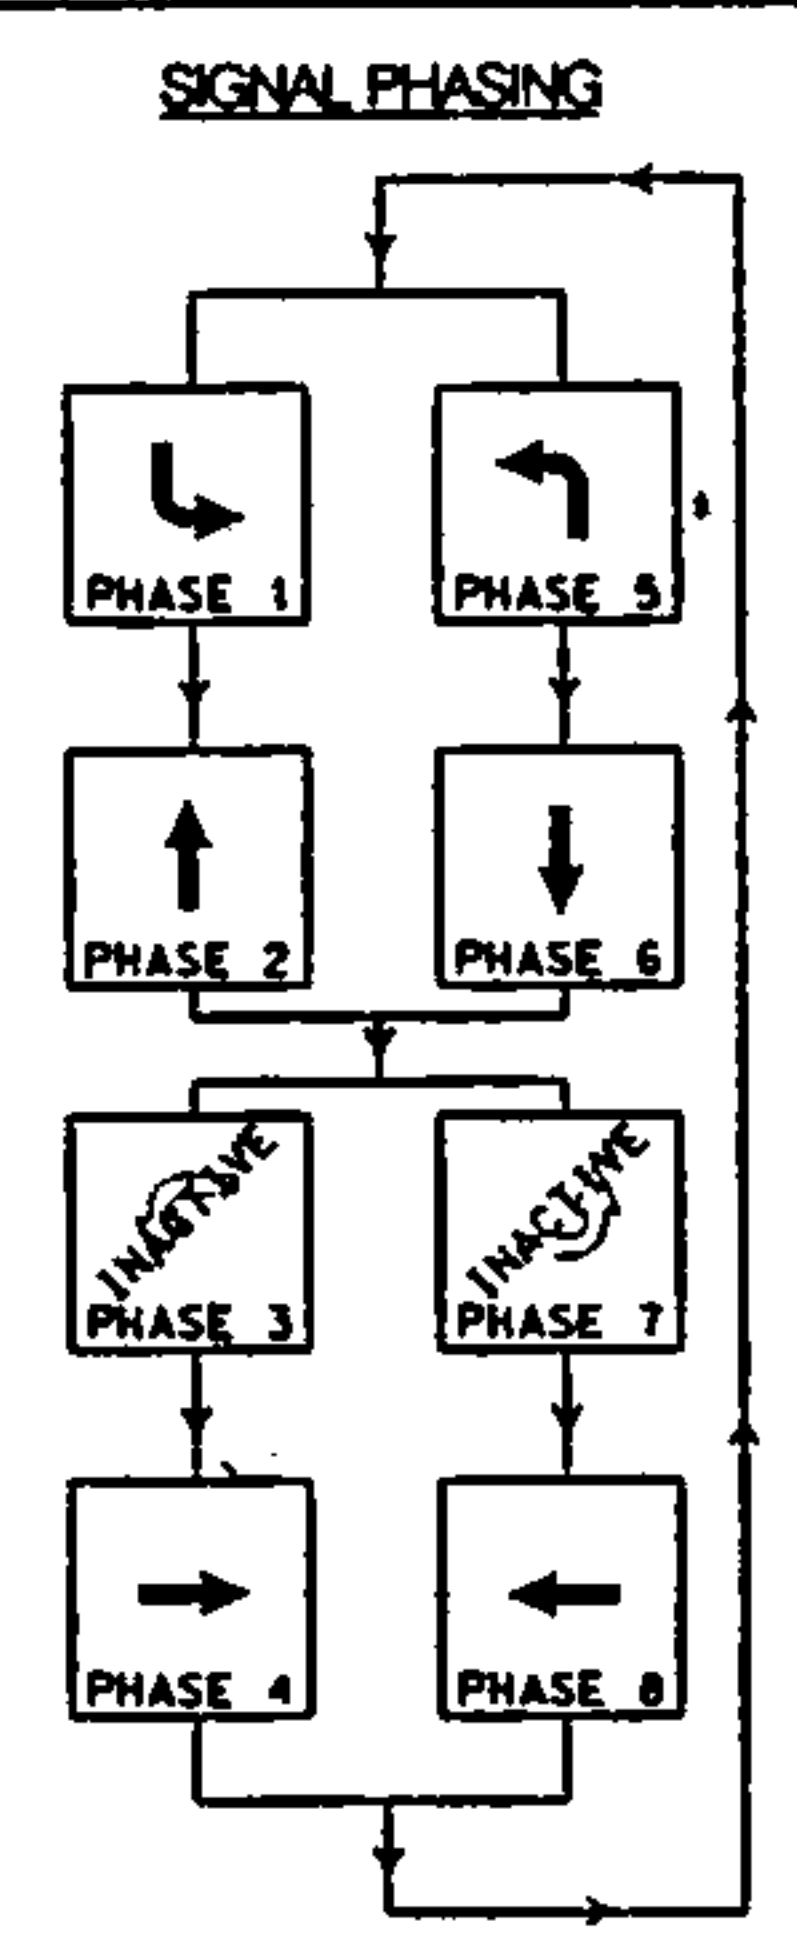 SIGNAL PHASING
PHASE 1
PHASE 5
PHASE 2
PHASE 6
INACTIVE
PHASE 3
INACTIVE
PHASE 7
PHASE 4
PHASE 8